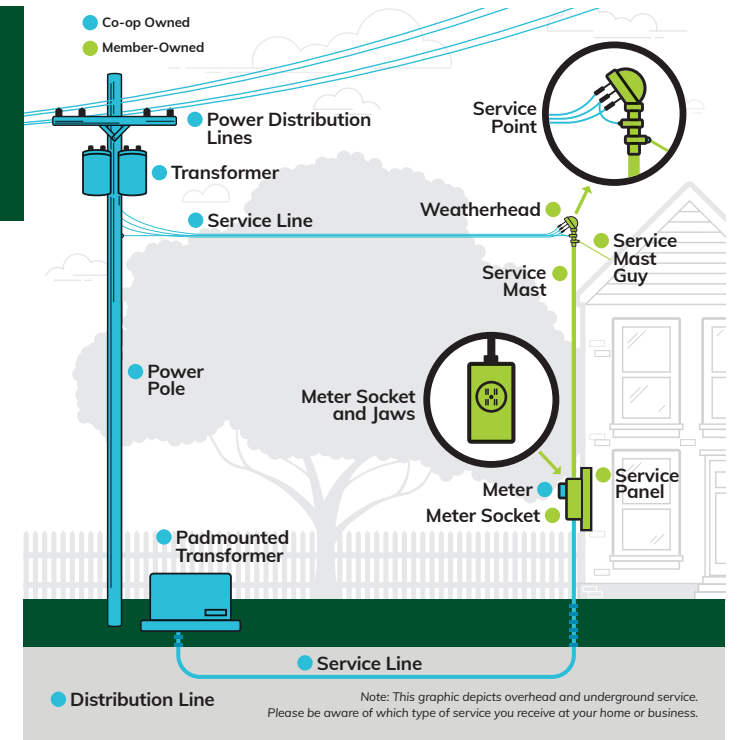 Co-op Owned
Member-Owned
Power Distribution
Lines
Service
Point
Transformer
Weatherhead
Service Line
Service
Mast
Guy
Service
Mast
Power
Pole
Meter Socket
and Jaws
Service
Panel
Meter
Meter Socket
Padmounted
Transformer
Service Line
Distribution Line
Note: This graphic depicts overhead and underground service.
Please be aware of which type of service you receive at your home or business.